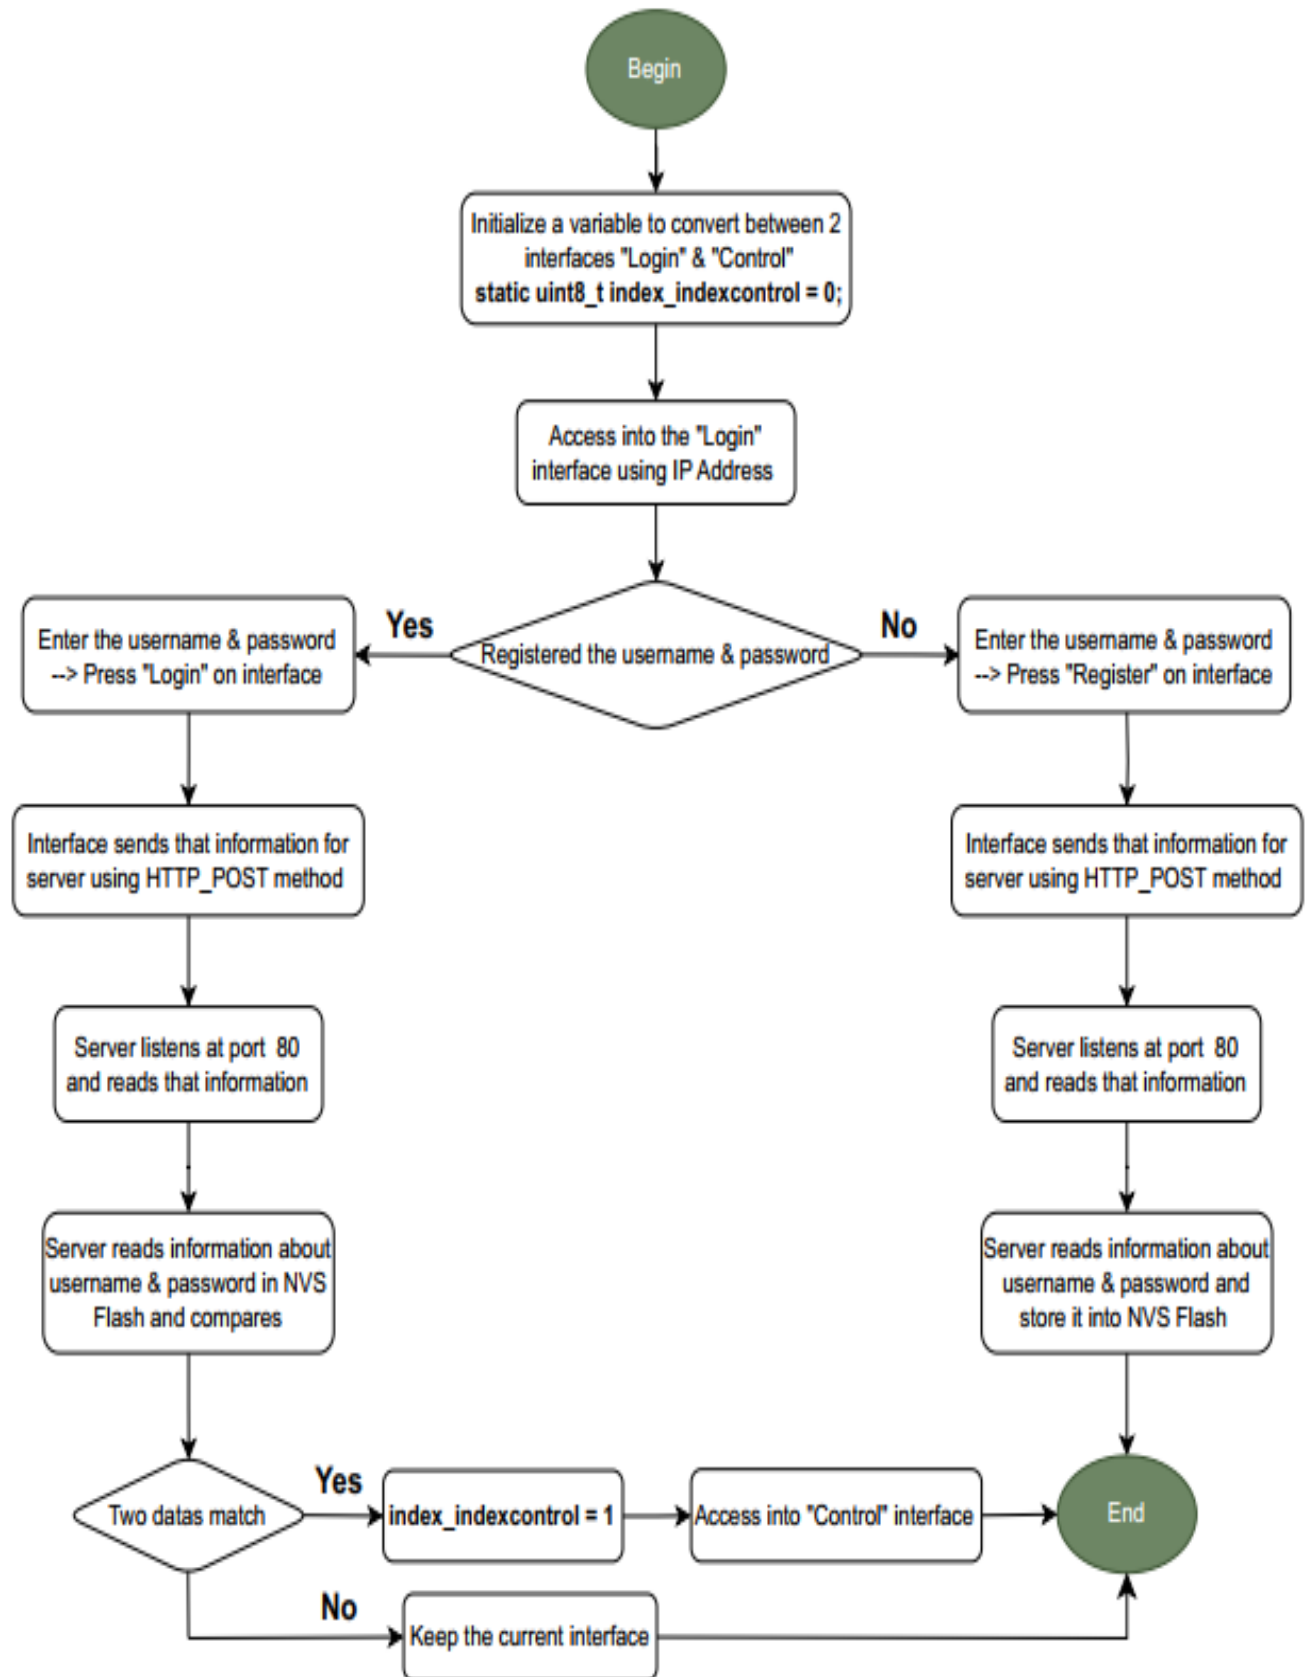 Begin
Initialize a variable to convert between 2
interfaces "Login" & "Control"
static uint8_t index_indexcontrol = 0;
Access into the "Login"
interface using IP Address
Registered the username & password
Yes
No
Enter the username & password
--> Press "Login" on interface
Enter the username & password
--> Press "Register" on interface
Interface sends that information for
server using HTTP_POST method
Interface sends that information for
server using HTTP_POST method
Server listens at port 80
and reads that information
Server listens at port 80
and reads that information
Server reads information about
username & password in NVS
Flash and compares
Server reads information about
username & password and
store it into NVS Flash
Two datas match
Yes
index_indexcontrol = 1
Access into "Control" interface
End
No
Keep the current interface